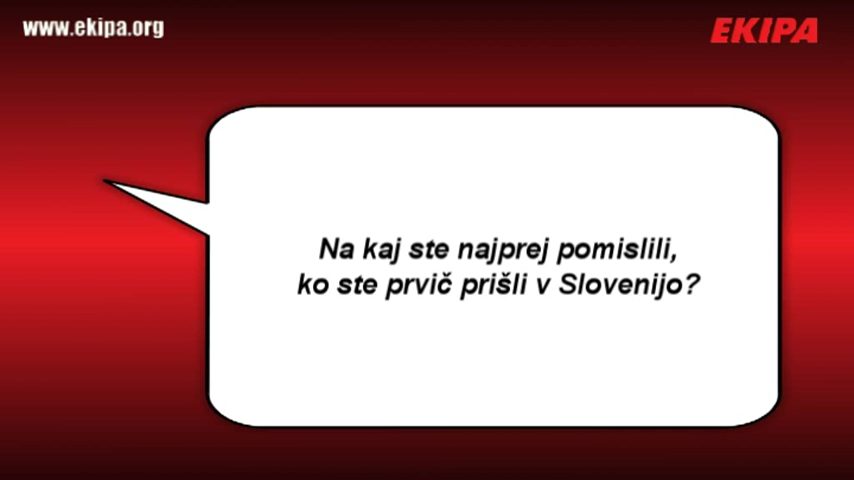 www.ekipa.org
EKIPA
Na kaj ste najprej pomislili,
ko ste prvič prišli v Slovenijo?